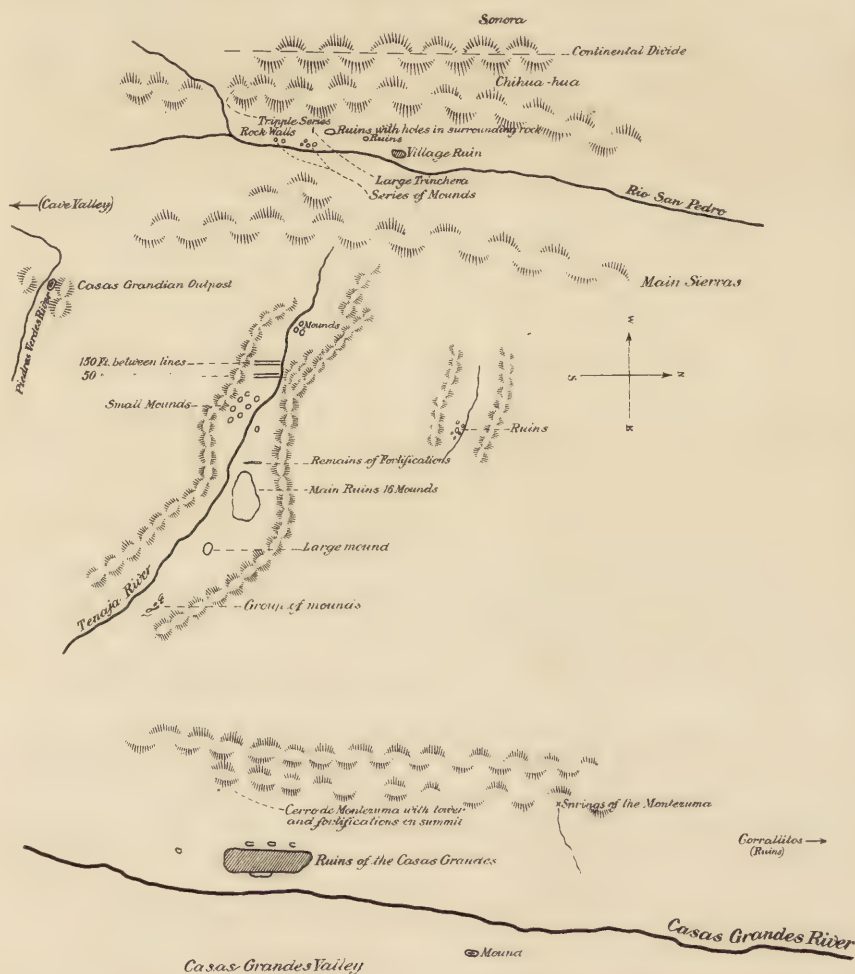 Sonora
Continental Divide
Chihua-hua
Tripple Series
Rock Walls
Ruins with holes in surrounding rock
Ruins
Village Ruin
Large Trinchera
Series of Mounds
Rio San Pedro
(Cave Valley)
Main Sierras
Casas Grandian Outpost
Piedras Verdes River
Mounds
W
150 Ft. between lines
50 "
S
N
Small Mounds
E
Ruins
Remains of Fortifications
Main Ruins 16 Mounds
Large mound
Tenaja River
Group of mounds
Cerro de Montezuma with tower
and fortifications on summit
Springs of the Montezuma
Corralitos
(Ruins)
Ruins of the Casas Grandes
Casas Grandes River
Mound
Casas Grandes Valley